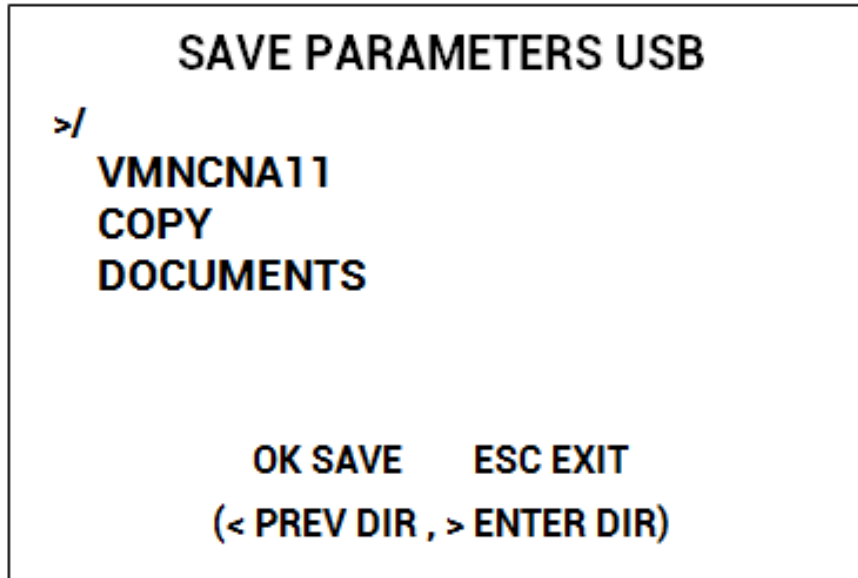 SAVE PARAMETERS USB
>/
VMNCNA11
COPY
DOCUMENTS
OK SAVE ESC EXIT
(< PREV DIR , > ENTER DIR)